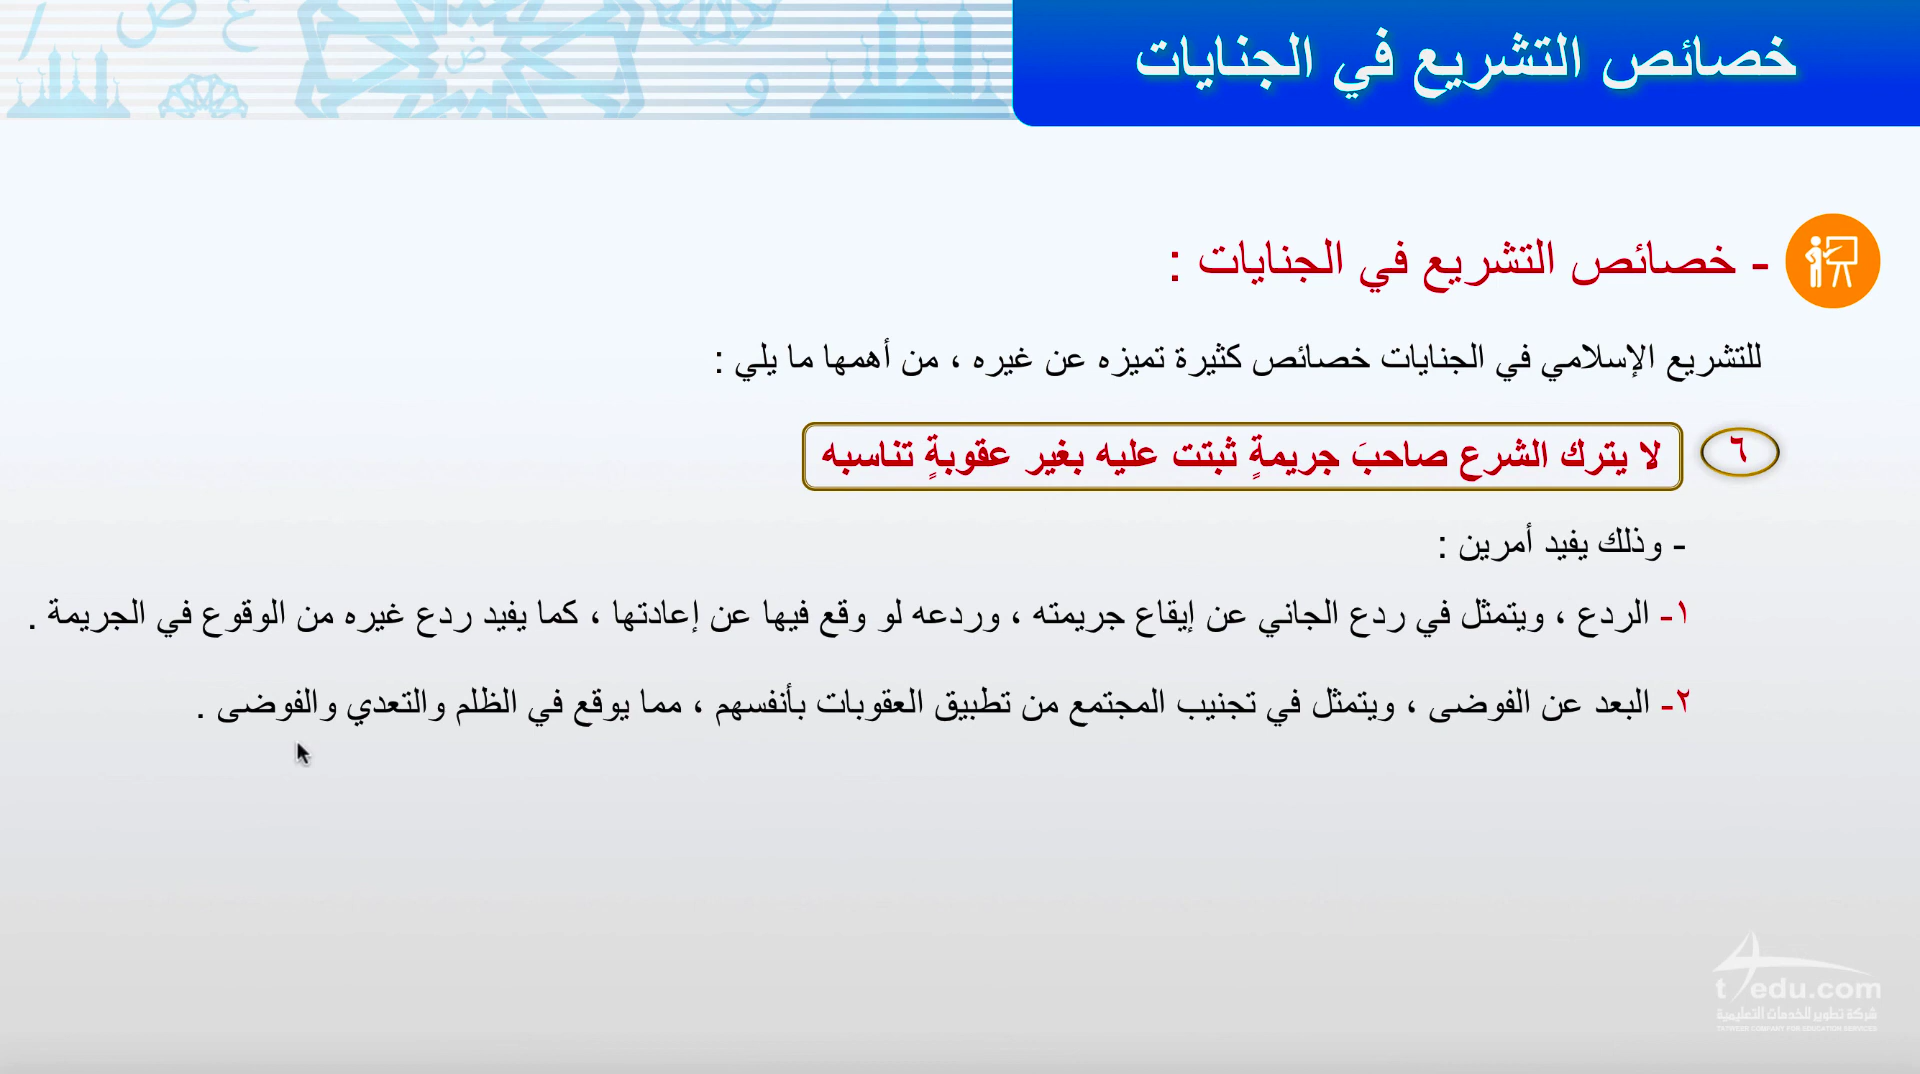 خصائص التشريع في الجنايات
- خصائص التشريع في الجنايات :
للتشريع الإسلامي في الجنايات خصائص كثيرة تميزه عن غيره ، من أهمها ما يلي :
٦ لا يترك الشرع صاحبَ جريمةٍ ثبتت عليه بغير عقوبةٍ تناسبه
- وذلك يفيد أمرين :
١- الردع ، ويتمثل في ردع الجاني عن إيقاع جريمته ، وردعه لو وقع فيها عن إعادتها ، كما يفيد ردع غيره من الوقوع في الجريمة .
٢- البعد عن الفوضى ، ويتمثل في تجنيب المجتمع من تطبيق العقوبات بأنفسهم ، مما يوقع في الظلم والتعدي والفوضى .
t4edu.com
شركة تطوير للخدمات التعليمية